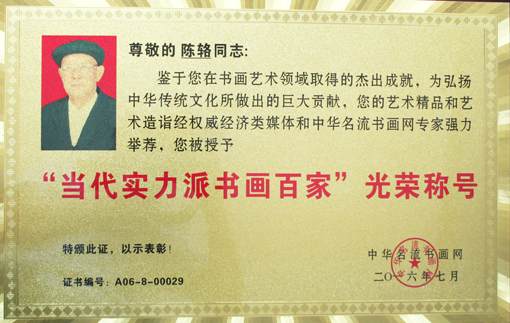 尊敬的 陈辂同志:
鉴于您在书画艺术领域取得的杰出成就，为弘扬
中华传统文化所做出的巨大贡献，您的艺术精品和艺
术造诣经权威经济类媒体和中华名流书画网专家强力
举荐，您被授予
“当代实力派书画百家”光荣称号
特颁此证，以示表彰！
中华名流书画网
证书编号：A06-8-00029
二〇一六年七月